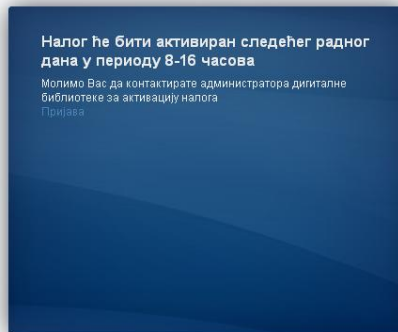 Налог ће бити активиран следећег радног
дана у периоду 8-16 часова
Молимо Вас да контактирате администратора дигиталне
библиотеке за активацију налога
Пријава